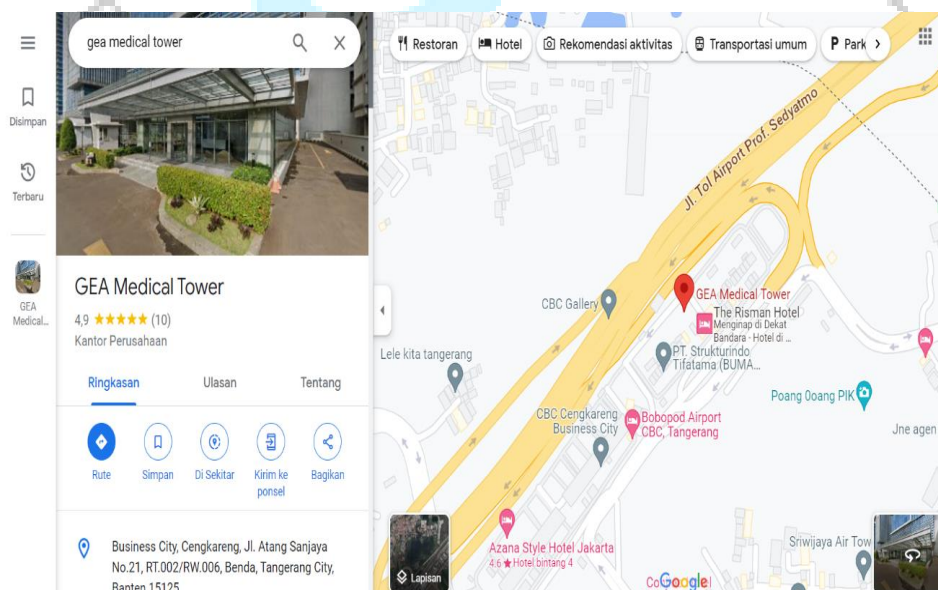 gea medical tower
Disimpan
Terbaru
GEA
Medical...
GEA Medical Tower
4,9 ★★★★★ (10)
Kantor Perusahaan
Ringkasan
Ulasan
Tentang
Rute
Simpan
Di Sekitar
Kirim ke
ponsel
Bagikan
Business City, Cengkareng, Jl. Atang Sanjaya
No.21, RT.002/RW.006, Benda, Tangerang City,
Banten 15125
Restoran
Hotel
Rekomendasi aktivitas
Transportasi umum
P Park
Jl. Tol Airport Prof. Sedyatmo
CBC Gallery
GEA Medical Tower
The Risman Hotel
Menginap di Dekat
Bandara - Hotel di ...
Lele kita tangerang
PT. Strukturindo
Tifatama (BUMA...
Poang Ooang PIK
CBC Cengkareng
Business City
Bobopod Airport
CBC, Tangerang
Jne agen
Azana Style Hotel Jakarta
4.6 ★ Hotel bintang 4
Sriwijaya Air Tow
Lapisan
Google